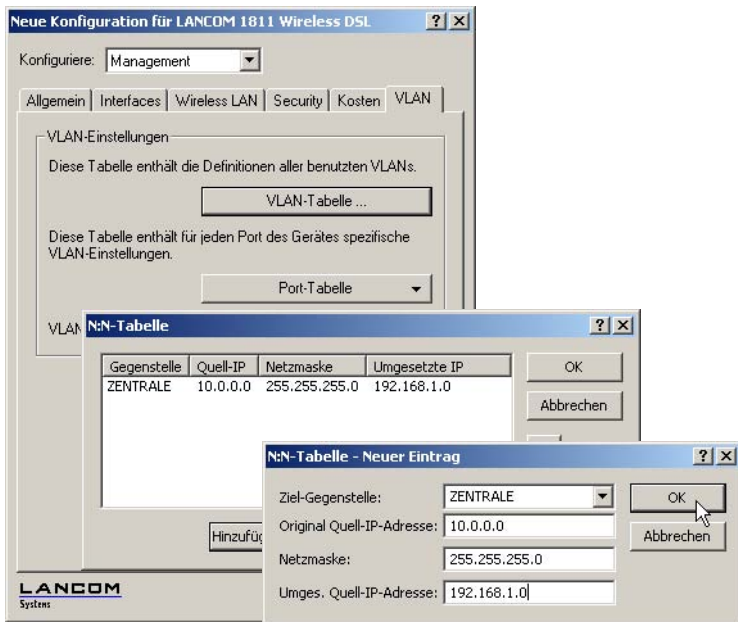 Neue Konfiguration für LANCOM 1811 Wireless DSL
Konfiguriere: Management
Allgemein Interfaces Wireless LAN Security Kosten VLAN
VLAN-Einstellungen
Diese Tabelle enthält die Definitionen aller benutzten VLANs.
VLAN-Tabelle ...
Diese Tabelle enthält für jeden Port des Gerätes spezifische
VLAN-Einstellungen.
Port-Tabelle
VLAN
N:N-Tabelle
Gegenstelle Quell-IP Netzmaske Umgesetzte IP
ZENTRALE 10.0.0.0 255.255.255.0 192.168.1.0
OK
Abbrechen
Hinzufüg
N:N-Tabelle - Neuer Eintrag
Ziel-Gegenstelle: ZENTRALE
Original Quell-IP-Adresse: 10.0.0.0
Netzmaske: 255.255.255.0
Umges. Quell-IP-Adresse: 192.168.1.0
OK
Abbrechen
LANCOM
Systems